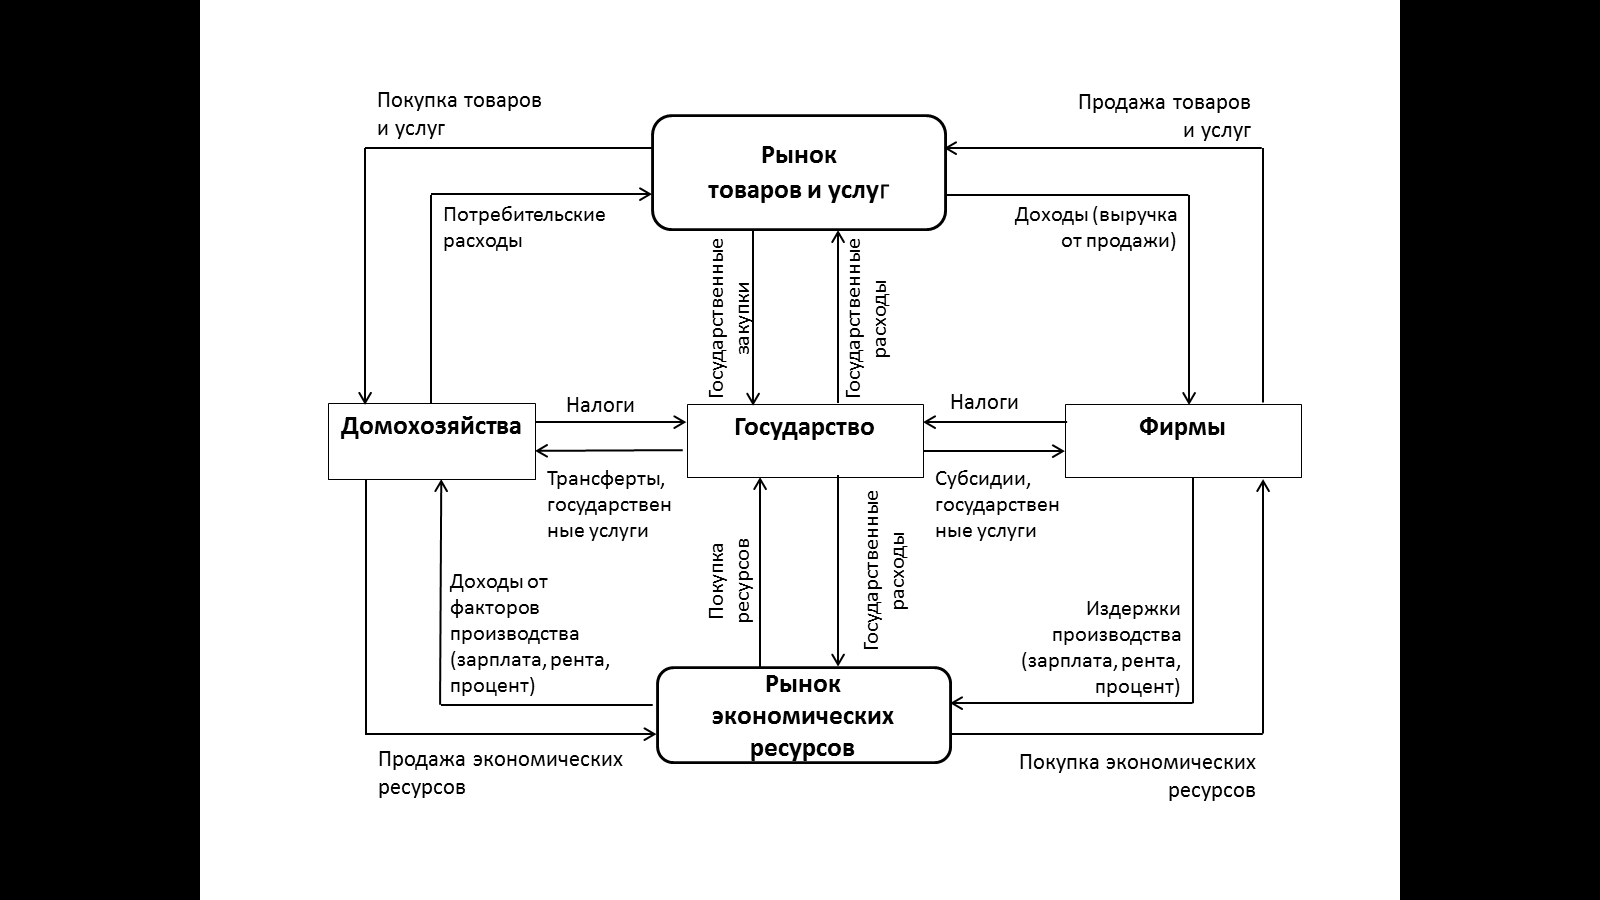 Покупка товаров
и услуг
Продажа товаров
и услуг
Рынок
товаров и услуг
Потребительские
расходы
Доходы (выручка
от продажи)
Государственные
закупки
Государственные
расходы
Налоги
Налоги
Домохозяйства
Государство
Фирмы
Трансферты,
государствен
ные услуги
Субсидии,
государствен
ные услуги
Покупка
ресурсов
Государственные
расходы
Доходы от
факторов
производства
(зарплата, рента,
процент)
Издержки
производства
(зарплата, рента,
процент)
Рынок
экономических
ресурсов
Продажа экономических
ресурсов
Покупка экономических
ресурсов